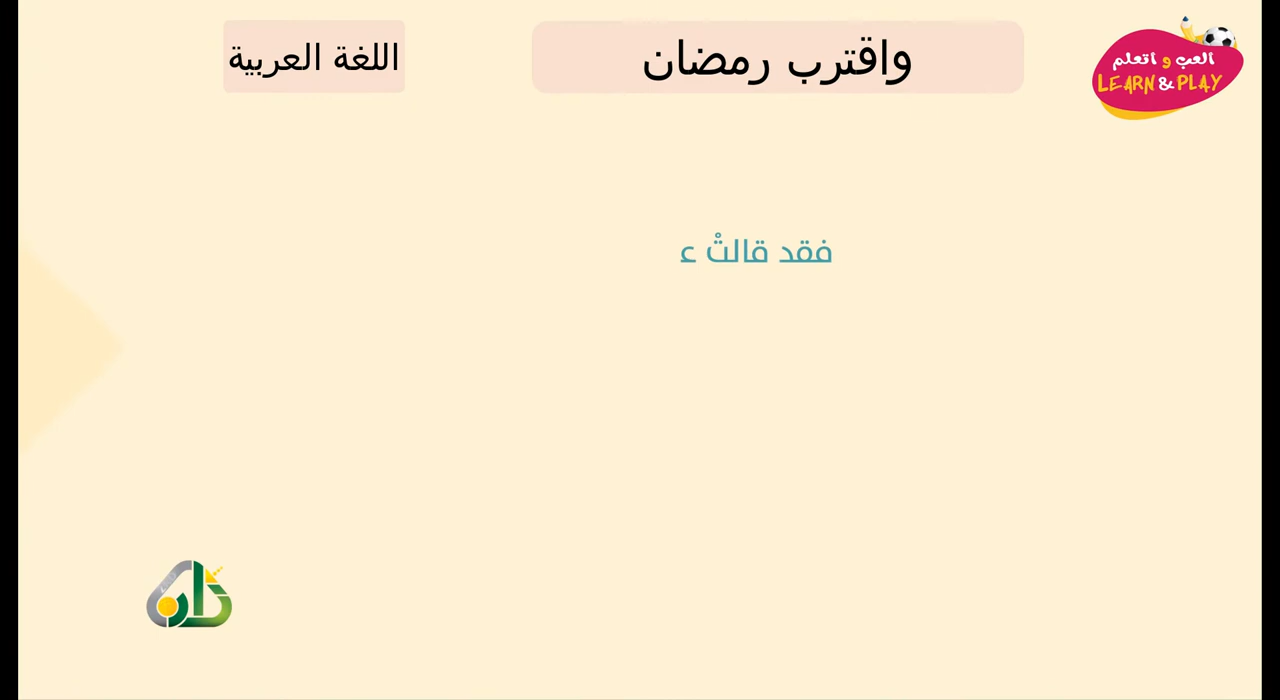 العب و اتعلم
LEARN & PLAY
واقترب رمضان
اللغة العربية
فقد قالتْ ء